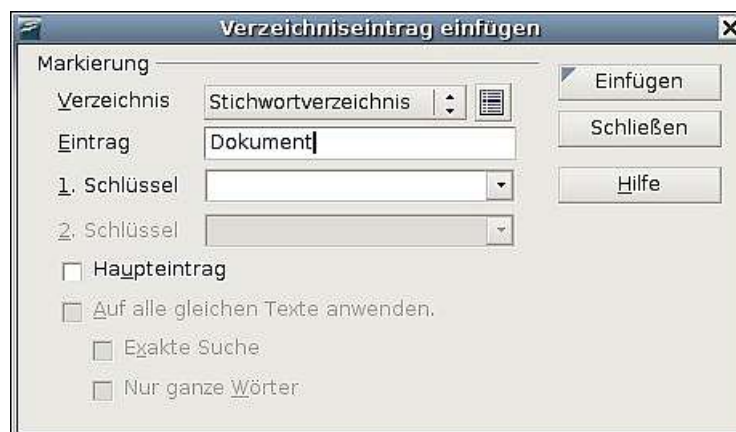 Verzeichniseintrag einfügen
Markierung
Verzeichnis Stichwortverzeichnis
Einfügen
Eintrag Dokument
Schließen
1. Schlüssel
Hilfe
2. Schlüssel
Haupteintrag
Auf alle gleichen Texte anwenden.
Exakte Suche
Nur ganze Wörter